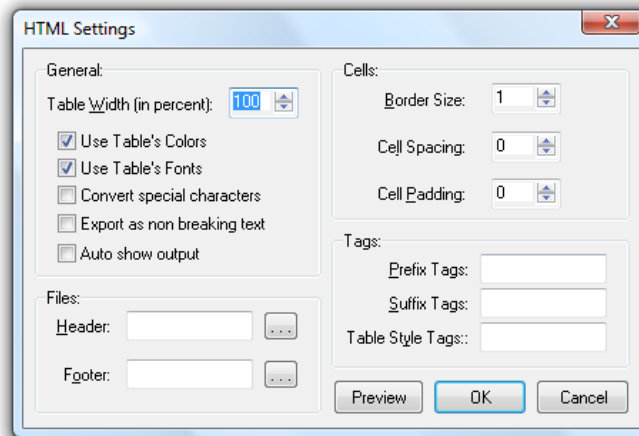 HTML Settings
General:
Table Width (in percent): 100
Use Table's Colors
Use Table's Fonts
Convert special characters
Export as non breaking text
Auto show output
Files:
Header: ...
Footer: ...
Cells:
Border Size: 1
Cell Spacing: 0
Cell Padding: 0
Tags:
Prefix Tags:
Suffix Tags:
Table Style Tags::
Preview OK Cancel